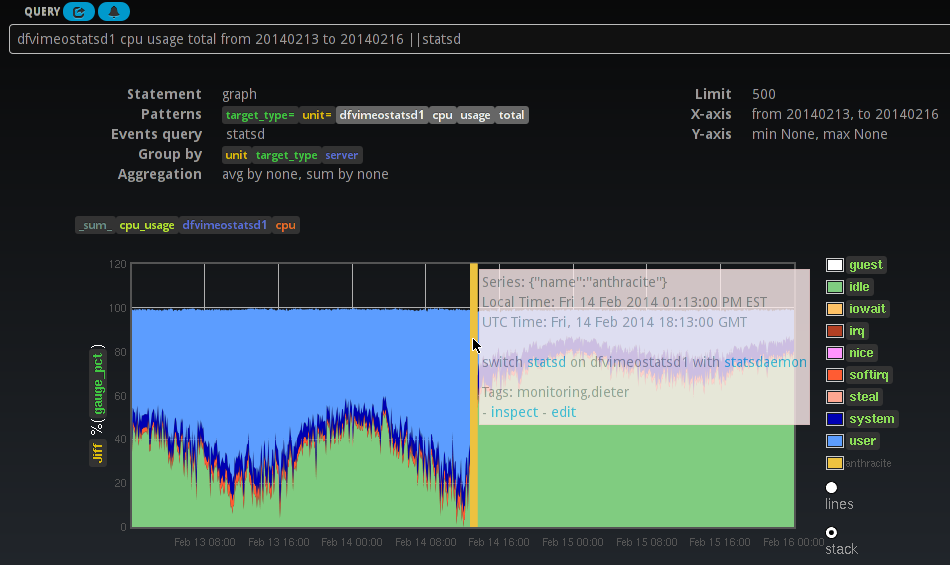 QUERY
dfvimeostatsd1 cpu usage total from 20140213 to 20140216 ||statsd
Statement graph
Patterns target_type= unit= dfvimeostatsd1 cpu usage total
Events query statsd
Group by unit target_type server
Aggregation avg by none, sum by none
Limit 500
X-axis from 20140213, to 20140216
Y-axis min None, max None
_sum_ cpu_usage dfvimeostatsd1 cpu
120
100
80
60
40
20
0
Jiff %( gauge_pct )
Series: {"name":"anthracite"}
Local Time: Fri 14 Feb 2014 01:13:00 PM EST
UTC Time: Fri, 14 Feb 2014 18:13:00 GMT
switch statsd on dfvimeostatsd1 with statsdaemon
Tags: monitoring,dieter
- inspect - edit
Feb 13 08:00 Feb 13 16:00 Feb 14 00:00 Feb 14 08:00 Feb 14 16:00 Feb 15 00:00 Feb 15 08:00 Feb 15 16:00 Feb 16 00:00
guest
idle
iowait
irq
nice
softirq
steal
system
user
anthracite
lines
stack